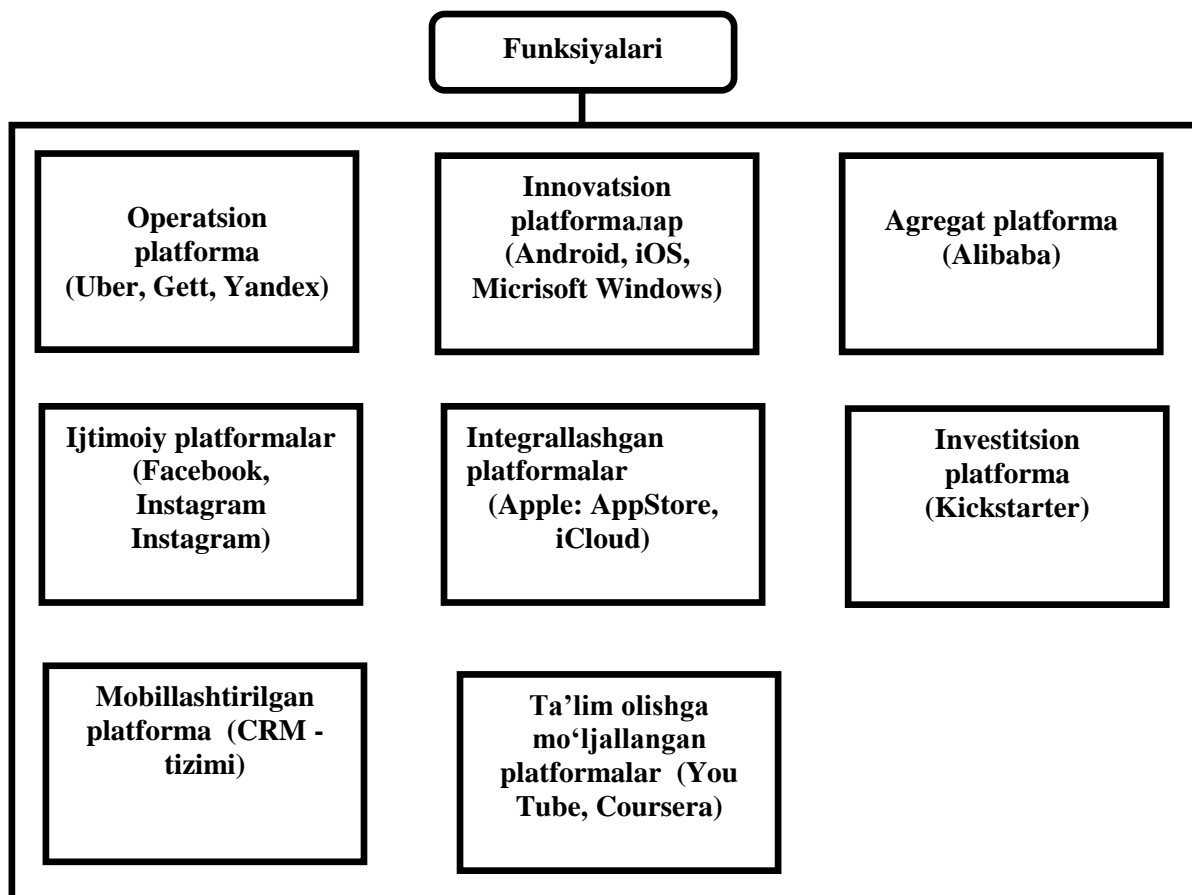 Funksiyalari
Operatsion
platforma
(Uber, Gett, Yandex)
Innovatsion
platformалар
(Android, iOS,
Micrisoft Windows)
Agregat platforma
(Alibaba)
Ijtimoiy platformalar
(Facebook,
Instagram
Instagram)
Integrallashgan
platformalar
(Apple: AppStore,
iCloud)
Investitsion
platforma
(Kickstarter)
Mobillashtirilgan
platforma (CRM -
tizimi)
Ta’lim olishga
mo‘ljallangan
platformalar (You
Tube, Coursera)